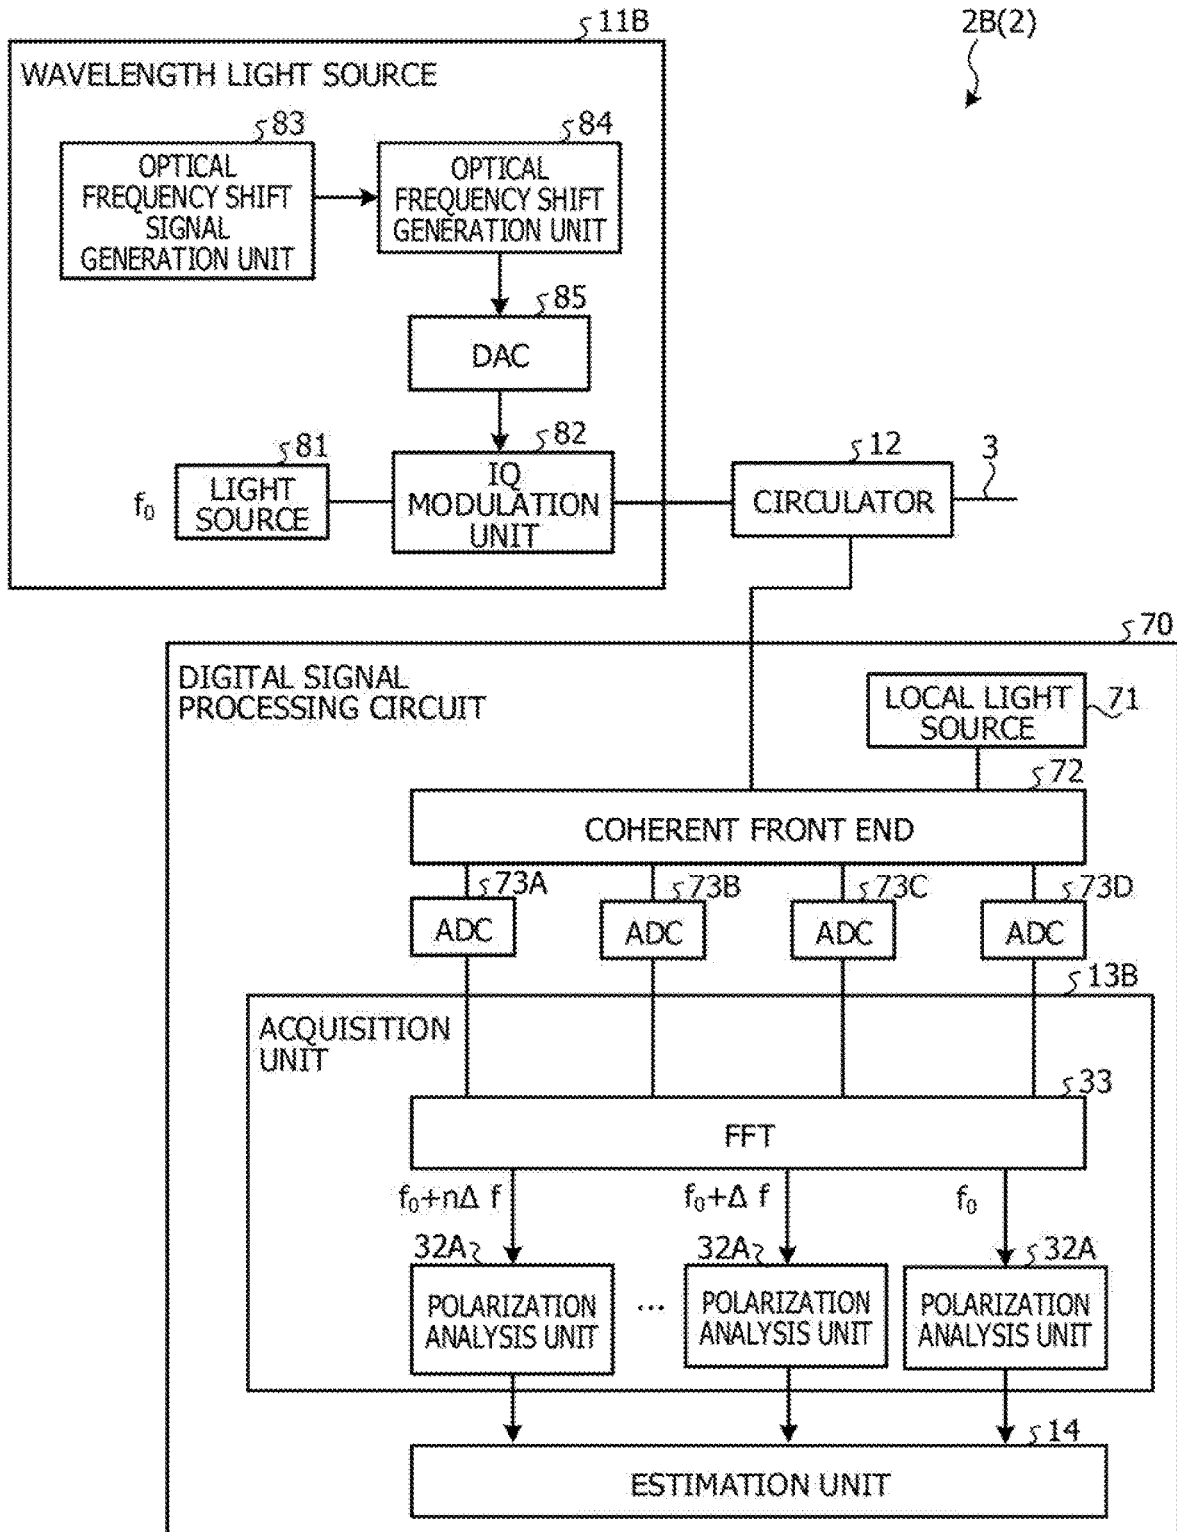 11B
2B(2)
WAVELENGTH LIGHT SOURCE
83
84
OPTICAL
FREQUENCY SHIFT
SIGNAL
GENERATION UNIT
OPTICAL
FREQUENCY SHIFT
GENERATION UNIT
85
DAC
81
82
12
3
f₀
LIGHT
SOURCE
IQ
MODULATION
UNIT
CIRCULATOR
70
DIGITAL SIGNAL
PROCESSING CIRCUIT
LOCAL LIGHT
SOURCE
71
72
COHERENT FRONT END
73A
73B
73C
73D
ADC
ADC
ADC
ADC
13B
ACQUISITION
UNIT
33
FFT
f₀+nΔ f
f₀+Δ f
f₀
32A
32A
32A
POLARIZATION
ANALYSIS UNIT
...
POLARIZATION
ANALYSIS UNIT
POLARIZATION
ANALYSIS UNIT
14
ESTIMATION UNIT